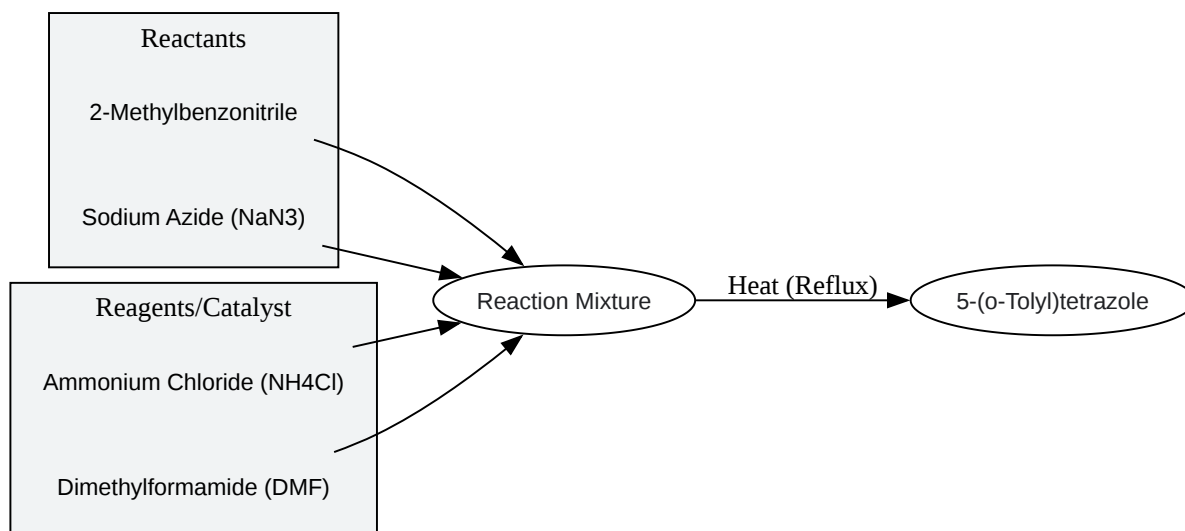 Reactants
2-Methylbenzonitrile
Sodium Azide (NaN3)
Reagents/Catalyst
Ammonium Chloride (NH4Cl)
Dimethylformamide (DMF)
Reaction Mixture
Heat (Reflux)
5-(o-Tolyl)tetrazole